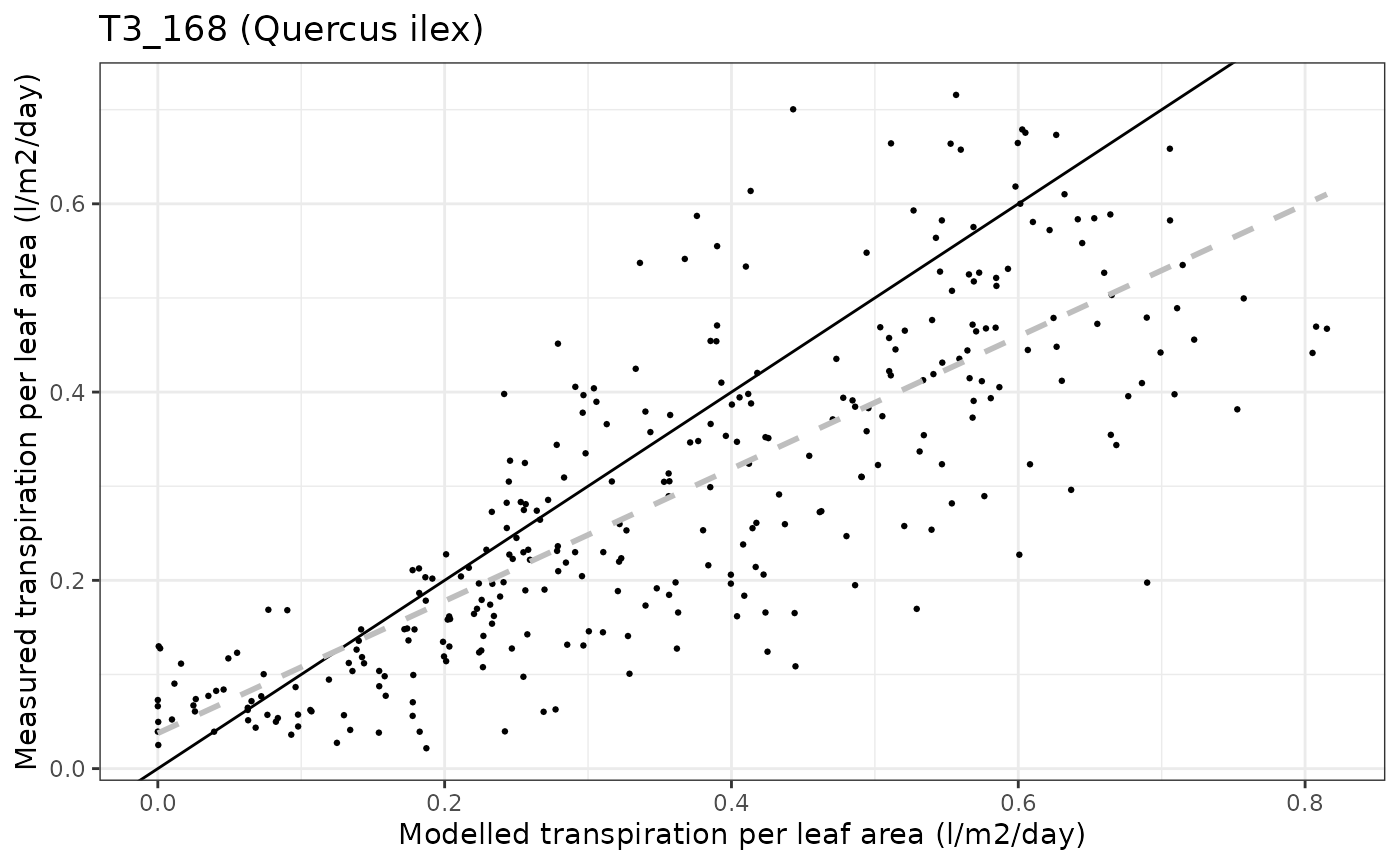 T3_168 (Quercus ilex)
Measured transpiration per leaf area (l/m2/day)
0.6
0.4
0.2
0.0
0.0 0.2 0.4 0.6 0.8
Modelled transpiration per leaf area (l/m2/day)